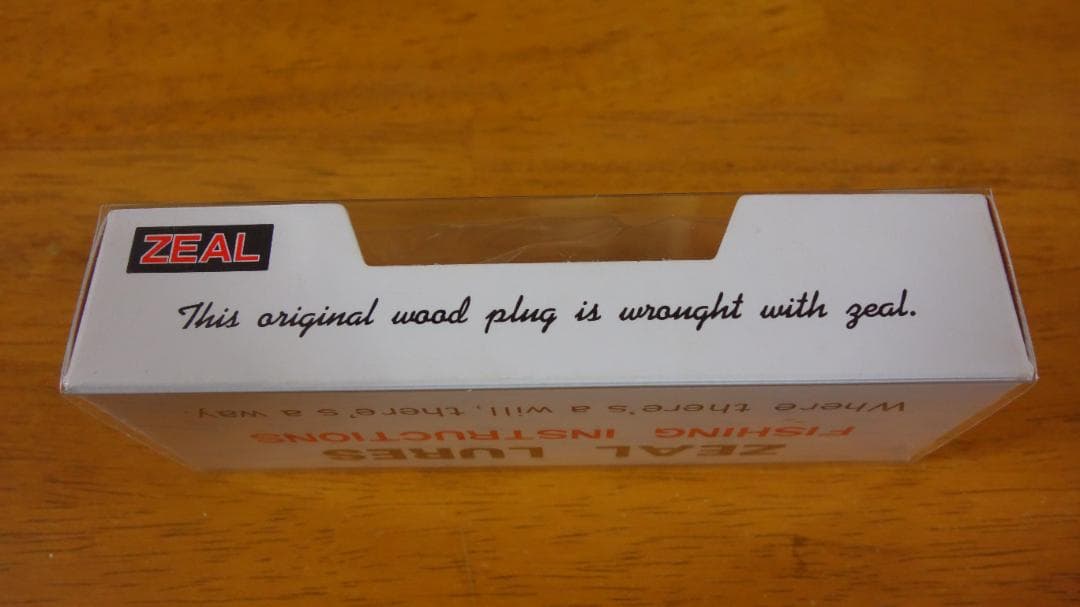 ZEAL
This original wood plug is wrought with zeal.
Where there's a will, there's a way.
FISHING INSTRUCTIONS
ZEAL LURES